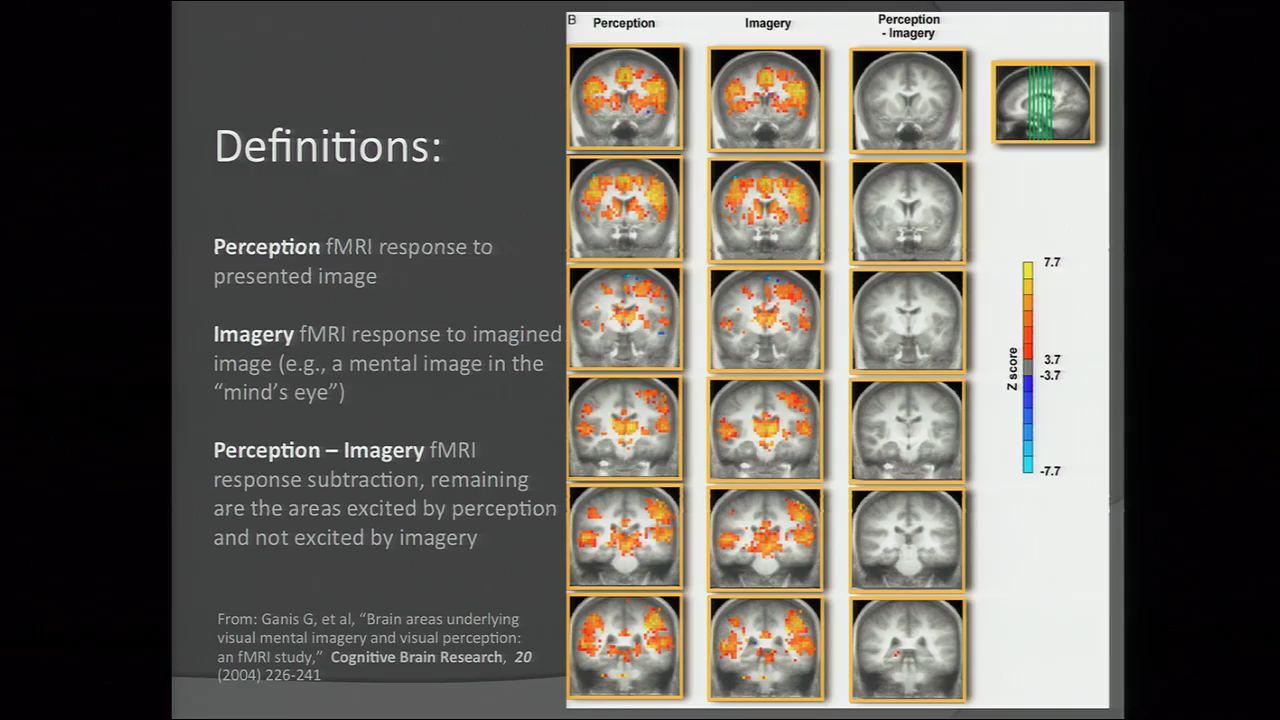 Definitions:
Perception fMRI response to
presented image
Imagery fMRI response to imagined
image (e.g., a mental image in the
“mind’s eye”)
Perception – Imagery fMRI
response subtraction, remaining
are the areas excited by perception
and not excited by imagery
From: Ganis G, et al, “Brain areas underlying
visual mental imagery and visual perception:
an fMRI study,” Cognitive Brain Research, 20
(2004) 226-241
B
Perception
Imagery
Perception
- Imagery
7.7
3.7
-3.7
-7.7
Z score